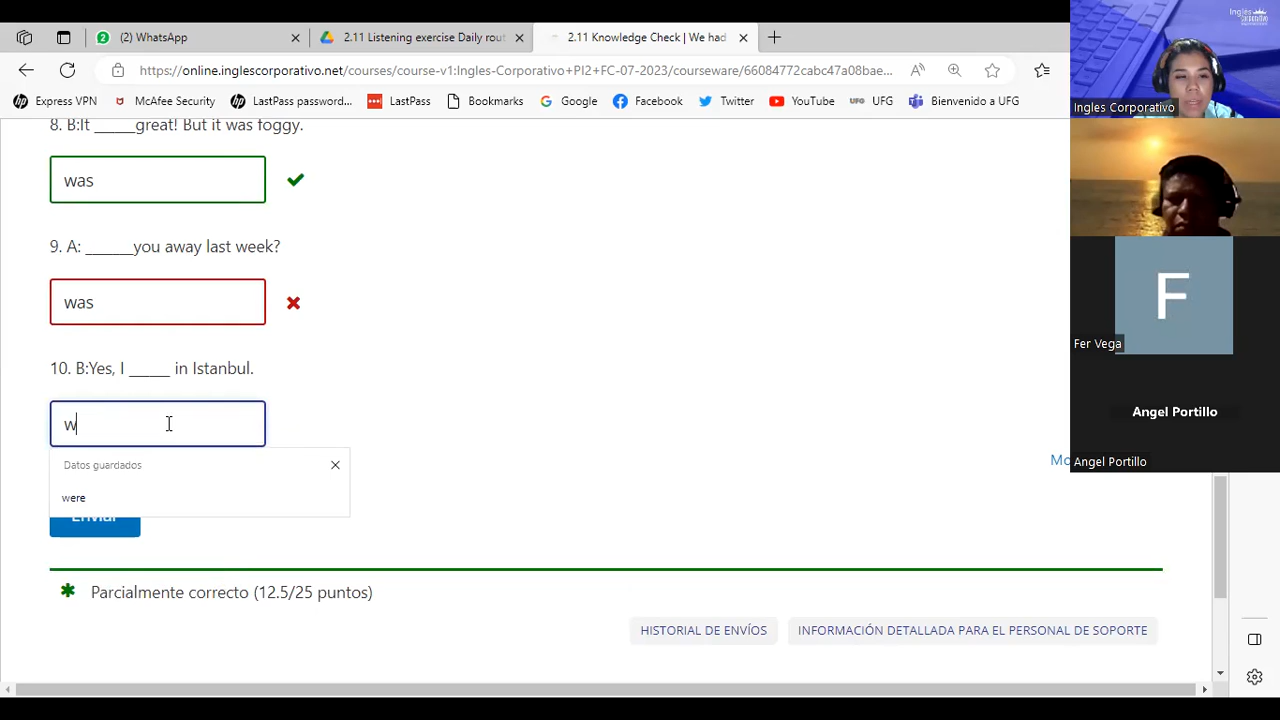 (2) WhatsApp
2.11 Listening exercise Daily rout
2.11 Knowledge Check | We had
https://online.inglescorporativo.net/courses/course-v1:Ingles-Corporativo+PI2+FC-07-2023/courseware/66084772cabc47a08bae...
Express VPN
McAfee Security
LastPass password...
LastPass
Bookmarks
Google
Facebook
Twitter
YouTube
UFG
Bienvenido a UFG
8. B:It _____great! But it was foggy.
was
9. A: ______you away last week?
was
10. B:Yes, I _____ in Istanbul.
w
Datos guardados
were
Enviar
Mo
Parcialmente correcto (12.5/25 puntos)
HISTORIAL DE ENVÍOS
INFORMACIÓN DETALLADA PARA EL PERSONAL DE SOPORTE
Inglés
Corporativo
Ingles Corporativo
F
Fer Vega
Angel Portillo
Angel Portillo